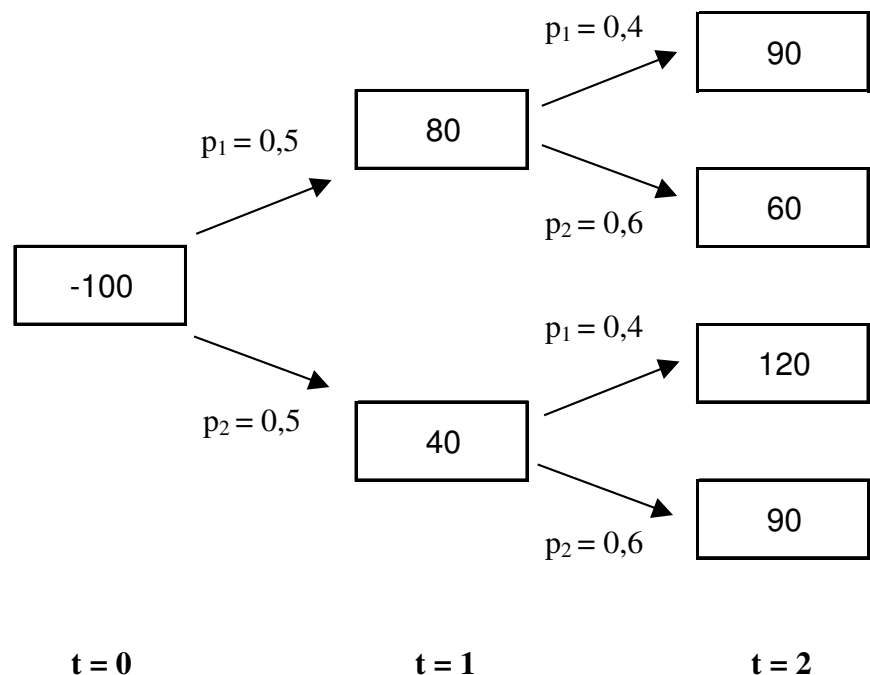 p₁ = 0,4
90
80
p₁ = 0,5
60
p₂ = 0,6
-100
p₁ = 0,4
120
p₂ = 0,5
40
90
p₂ = 0,6
t = 0 t = 1 t = 2